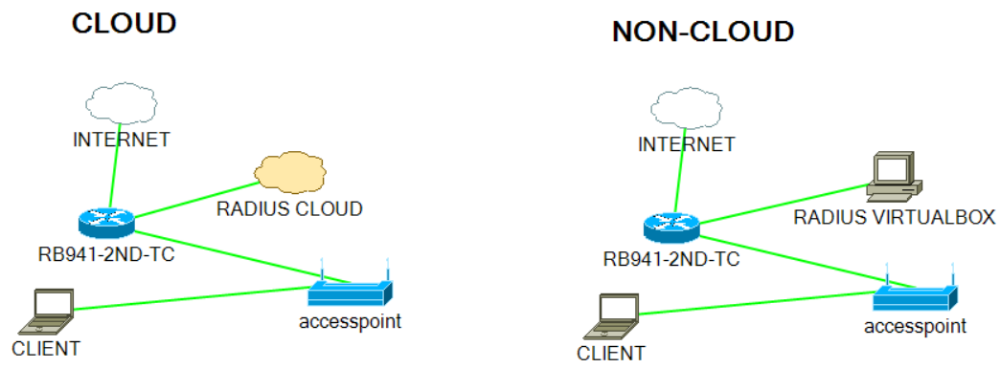 CLOUD
INTERNET
RADIUS CLOUD
RB941-2ND-TC
accesspoint
CLIENT
NON-CLOUD
INTERNET
RADIUS VIRTUALBOX
RB941-2ND-TC
accesspoint
CLIENT